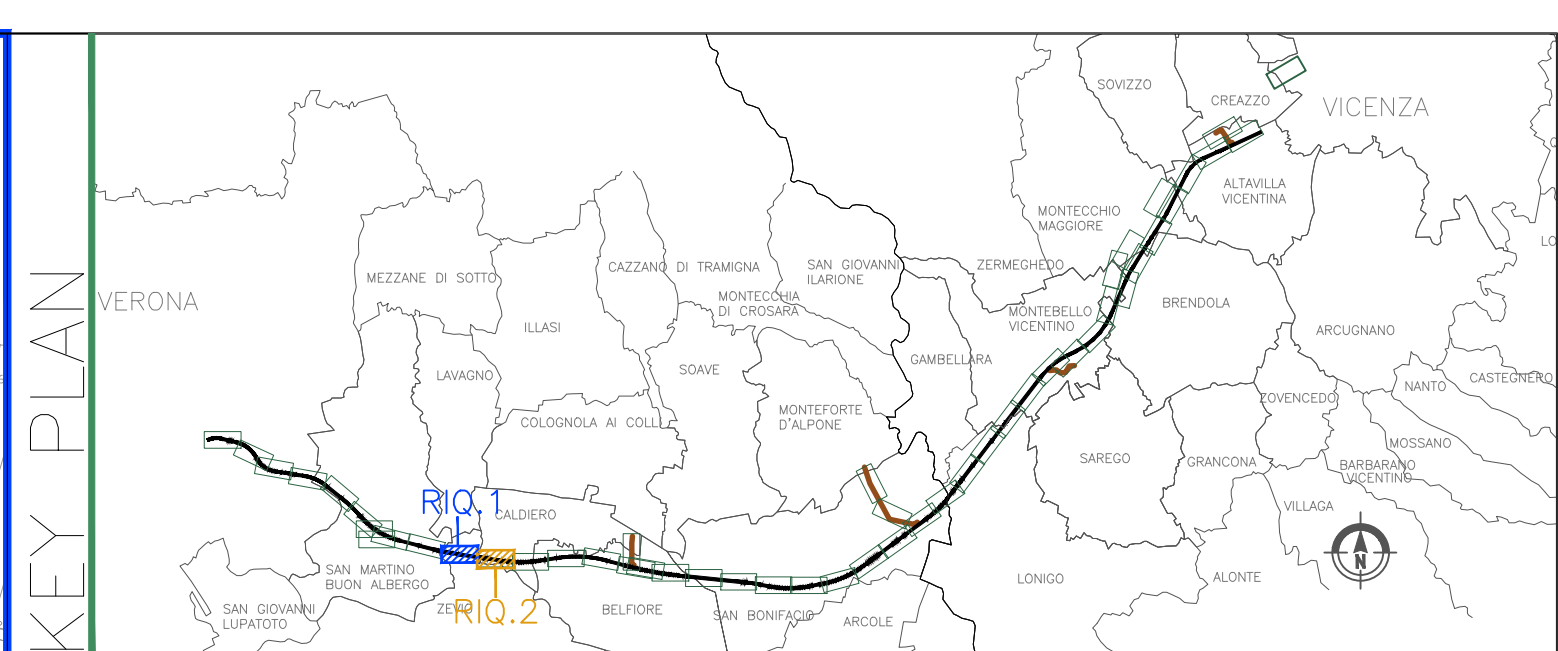 KEY PLAN
SOVIZZO
CREAZZO
VICENZA
ALTAVILLA
VICENTINA
MONTECCHIO
MAGGIORE
MEZZANE DI SOTTO
CAZZANO DI TRAMIGNA
SAN GIOVANNI
ILARIONE
ZERMEGHEDO
VERONA
MONTECCHIA
DI CROSARA
BRENDOLA
ILLASI
MONTEBELLO
VICENTINO
ARCUGNANO
GAMBELLARA
LAVAGNO
SOAVE
CASTEGNERO
NANTO
ZOVENCEDO
MONTEFORTE
D'ALPONE
COLOGNOLA AI COLLI
MOSSANO
SAREGO
GRANCONA
BARBARANO
VICENTINO
RIQ.1
CALDIERO
VILLAGA
N
SAN MARTINO
BUON ALBERGO
LONIGO
ALONTE
SAN GIOVANNI
LUPATOTO
ZEVIO
RIQ.2
BELFIORE
SAN BONIFACIO
ARCOLE